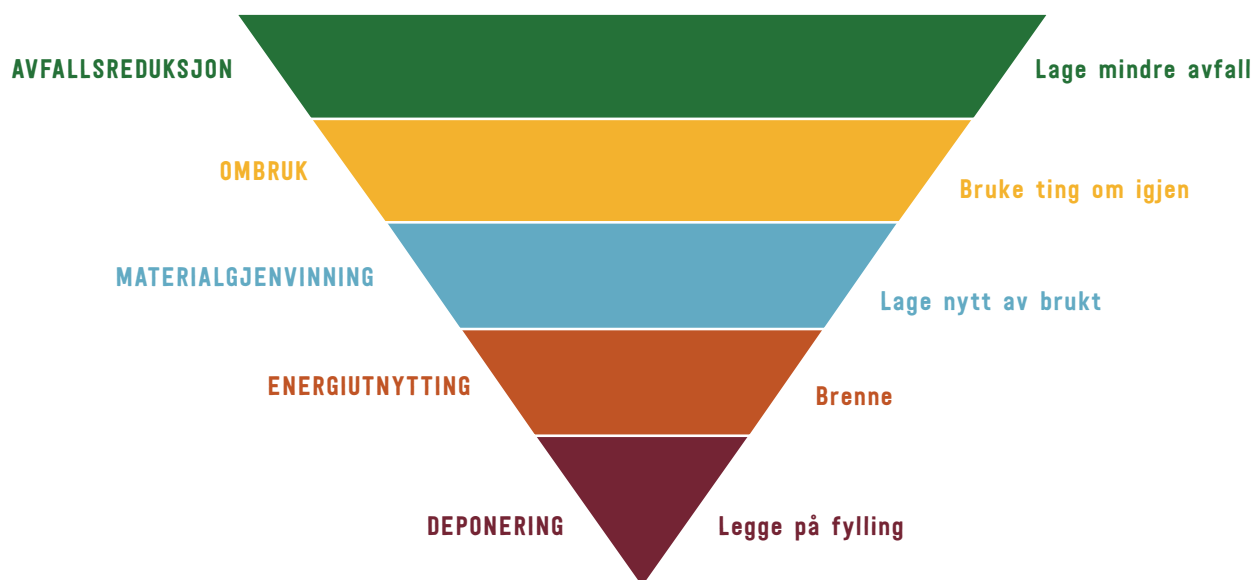 AVFALLSREDUKSJON
Lage mindre avfall
OMBRUK
Bruke ting om igjen
MATERIALGJENVINNING
Lage nytt av brukt
ENERGIUTNYTTING
Brenne
DEPONERING
Legge på fylling